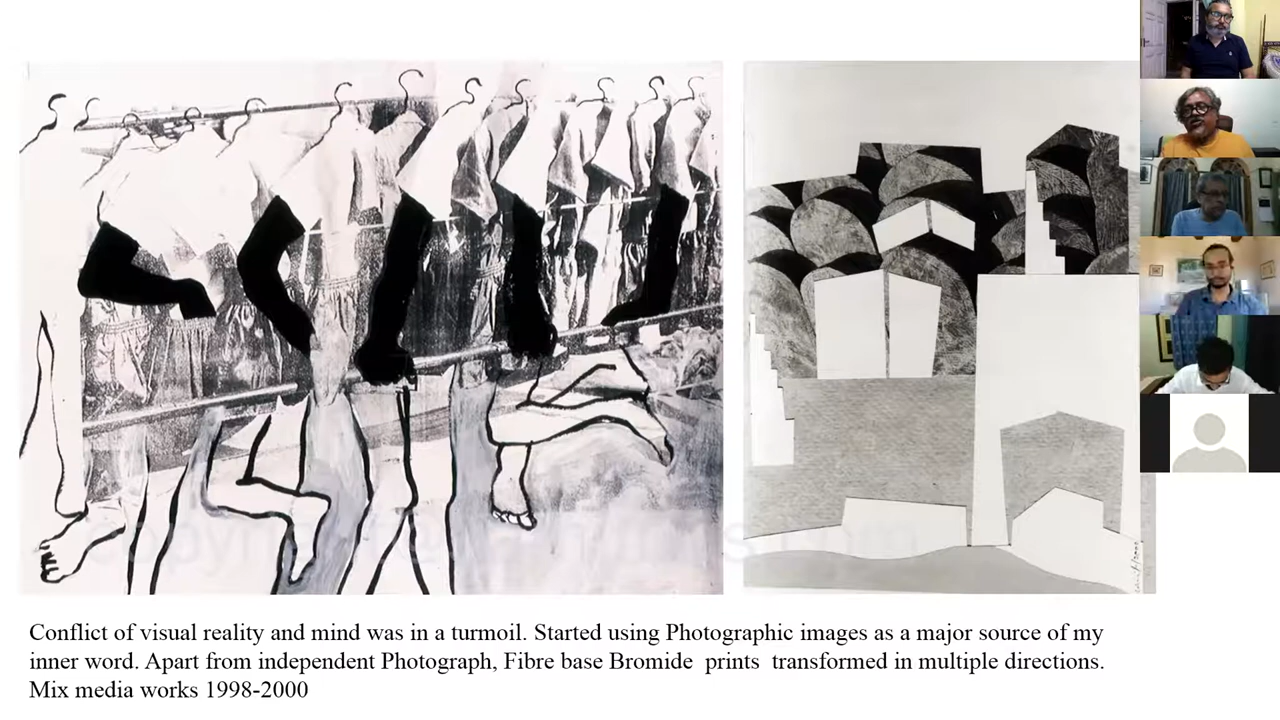 Conflict of visual reality and mind was in a turmoil. Started using Photographic images as a major source of my
inner word. Apart from independent Photograph, Fibre base Bromide prints transformed in multiple directions.
Mix media works 1998-2000